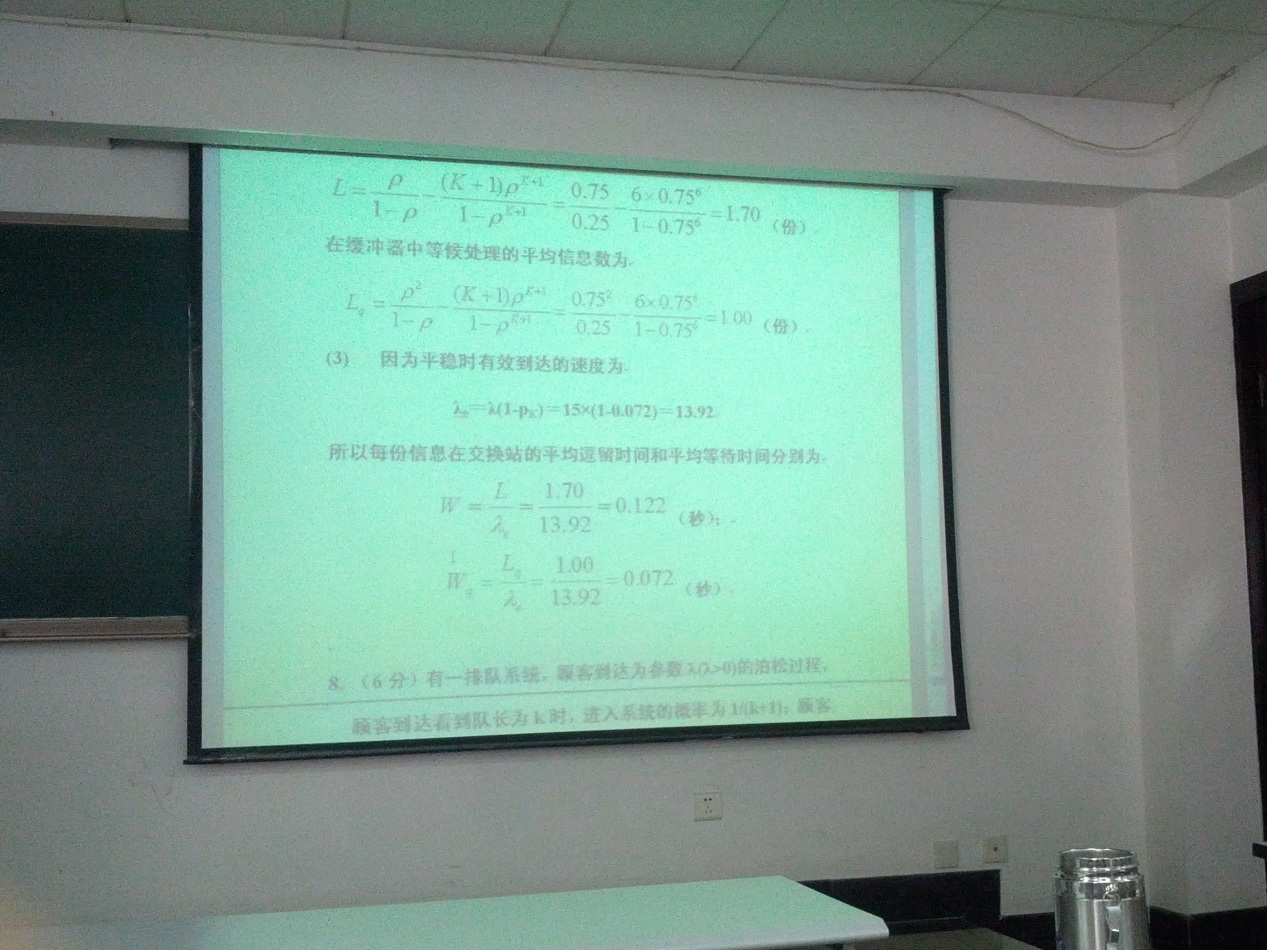 L = ρ/(1-ρ) - (K+1)ρ^{K+1}/(1-ρ^{K+1}) = 0.75/0.25 - 6×0.75^6/(1-0.75^6) = 1.70 (份)。
在缓冲器中等候处理的平均信息数为
L_q = ρ^2/(1-ρ) - (K+1)ρ^{K+1}/(1-ρ^{K+1}) = 0.75^2/0.25 - 6×0.75^6/(1-0.75^6) = 1.00 (份)。
(3) 因为平稳时有效到达的速度为
λ_e=λ(1-p_K)=15×(1-0.072)=13.92
所以每份信息在交换站的平均逗留时间和平均等待时间分别为
W = L/λ_e = 1.70/13.92 = 0.122 (秒);
1
W_q = L_q/λ_e = 1.00/13.92 = 0.072 (秒)。
8. (6分)有一排队系统,顾客到达为参数λ(λ>0)的泊松过程,
顾客到达看到队长为k时,进入系统的概率为1/(k+1);顾客